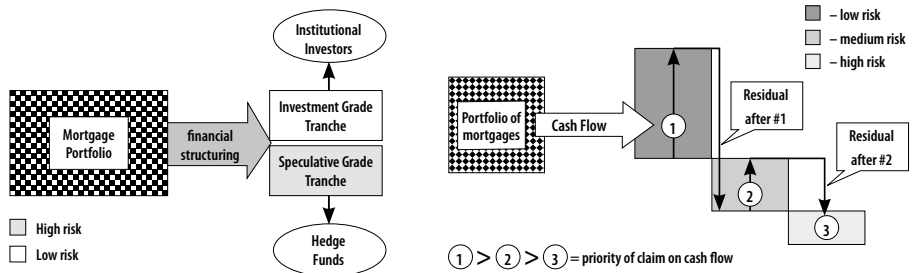 Institutional
Investors
Mortgage
Portfolio
financial
structuring
Investment Grade
Tranche
Speculative Grade
Tranche
Hedge
Funds
High risk
Low risk
– low risk
– medium risk
– high risk
Portfolio of
mortgages
Cash Flow
1
Residual
after #1
2
Residual
after #2
3
1 > 2 > 3 = priority of claim on cash flow